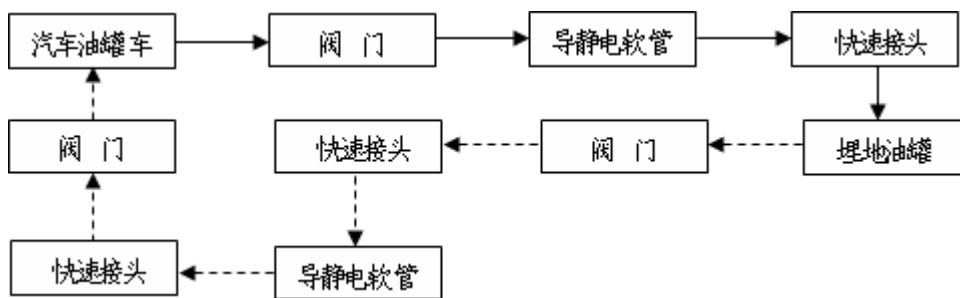 汽车油罐车
阀 门
导静电软管
快速接头
阀 门
快速接头
阀 门
埋地油罐
快速接头
导静电软管